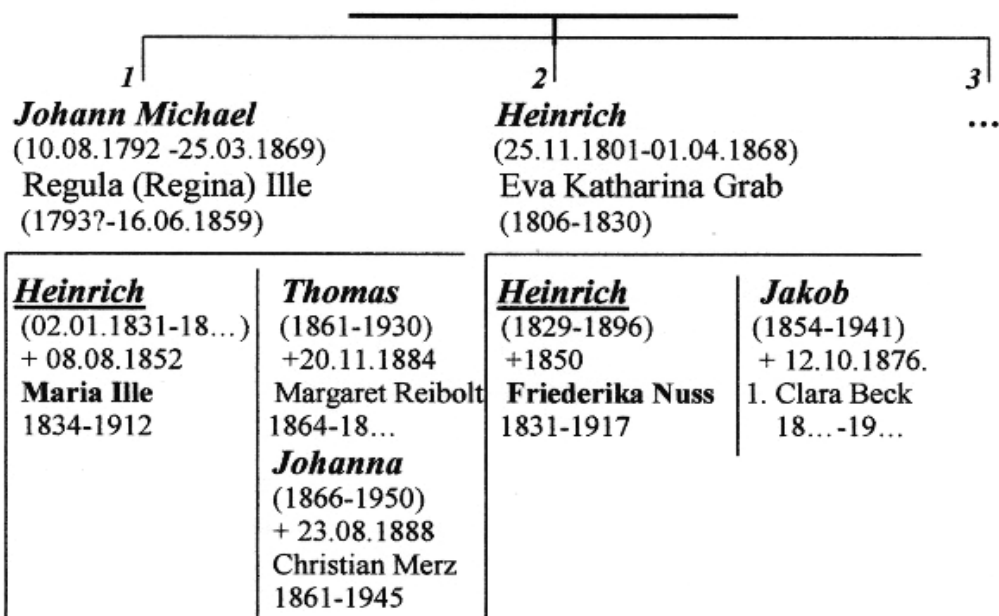 1
Johann Michael
(10.08.1792 -25.03.1869)
Regula (Regina) Ille
(1793?-16.06.1859)
2
Heinrich
(25.11.1801-01.04.1868)
Eva Katharina Grab
(1806-1830)
3
...
Heinrich
(02.01.1831-18...)
+ 08.08.1852
Maria Ille
1834-1912
Thomas
(1861-1930)
+20.11.1884
Margaret Reibolt
1864-18...
Johanna
(1866-1950)
+ 23.08.1888
Christian Merz
1861-1945
Heinrich
(1829-1896)
+1850
Friederika Nuss
1831-1917
Jakob
(1854-1941)
+ 12.10.1876.
1. Clara Beck
18...-19...